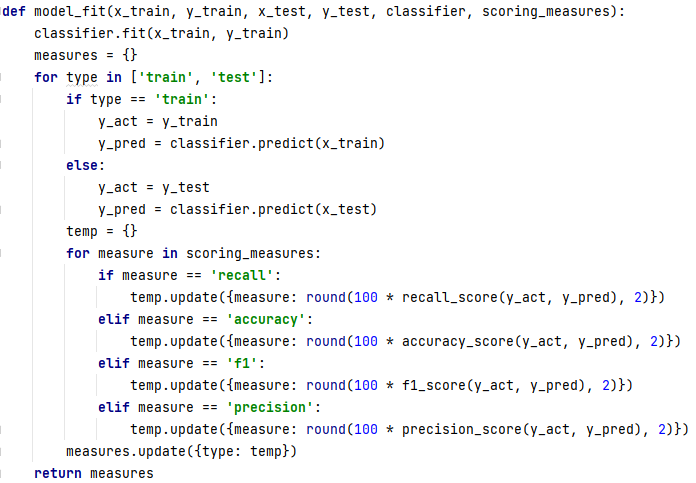 def model_fit(x_train, y_train, x_test, y_test, classifier, scoring_measures):
    classifier.fit(x_train, y_train)
    measures = {}
    for type in ['train', 'test']:
        if type == 'train':
            y_act = y_train
            y_pred = classifier.predict(x_train)
        else:
            y_act = y_test
            y_pred = classifier.predict(x_test)
        temp = {}
        for measure in scoring_measures:
            if measure == 'recall':
                temp.update({measure: round(100 * recall_score(y_act, y_pred), 2)})
            elif measure == 'accuracy':
                temp.update({measure: round(100 * accuracy_score(y_act, y_pred), 2)})
            elif measure == 'f1':
                temp.update({measure: round(100 * f1_score(y_act, y_pred), 2)})
            elif measure == 'precision':
                temp.update({measure: round(100 * precision_score(y_act, y_pred), 2)})
        measures.update({type: temp})
    return measures